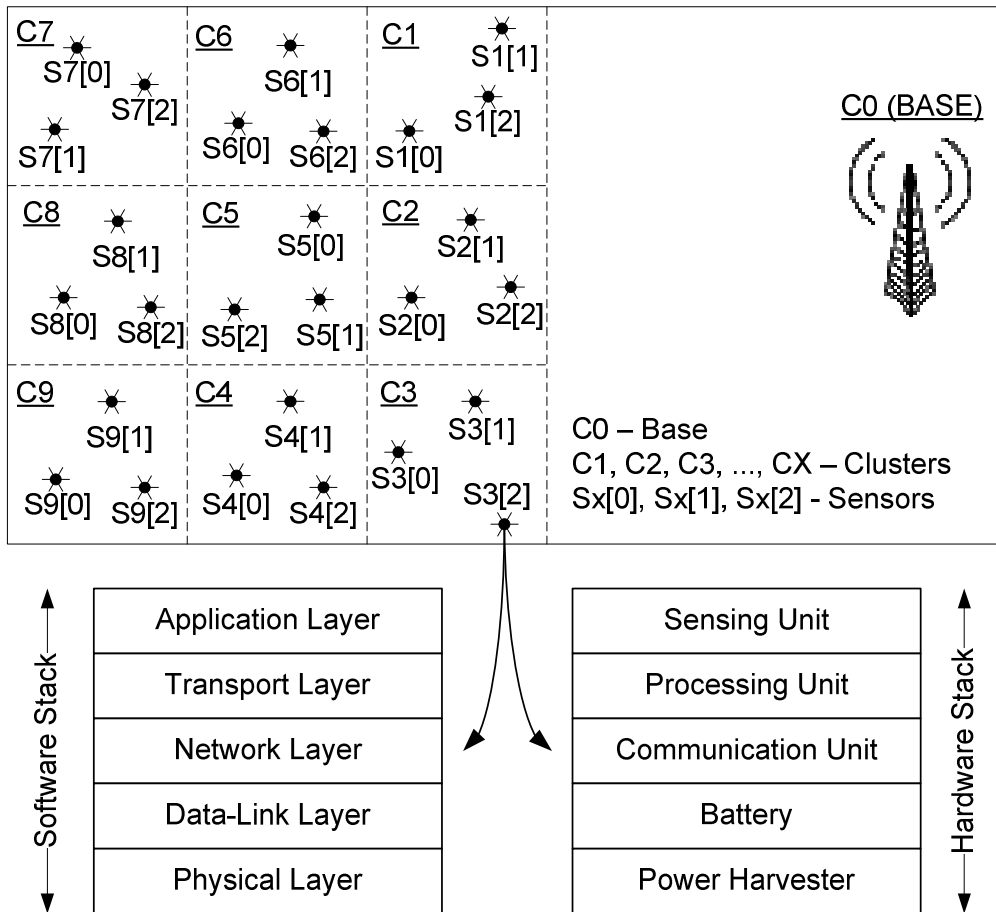 C7
S7[0]
S7[2]
S7[1]
C6
S6[1]
S6[0]
S6[2]
C1
S1[1]
S1[2]
S1[0]
C0 (BASE)
C8
S8[1]
S8[0]
S8[2]
C5
S5[0]
S5[2]
S5[1]
C2
S2[1]
S2[0]
S2[2]
C9
S9[1]
S9[0]
S9[2]
C4
S4[1]
S4[0]
S4[2]
C3
S3[1]
S3[0]
S3[2]
C0 – Base
C1, C2, C3, ..., CX – Clusters
Sx[0], Sx[1], Sx[2] - Sensors
Software Stack
Application Layer
Transport Layer
Network Layer
Data-Link Layer
Physical Layer
Sensing Unit
Processing Unit
Communication Unit
Battery
Power Harvester
Hardware Stack